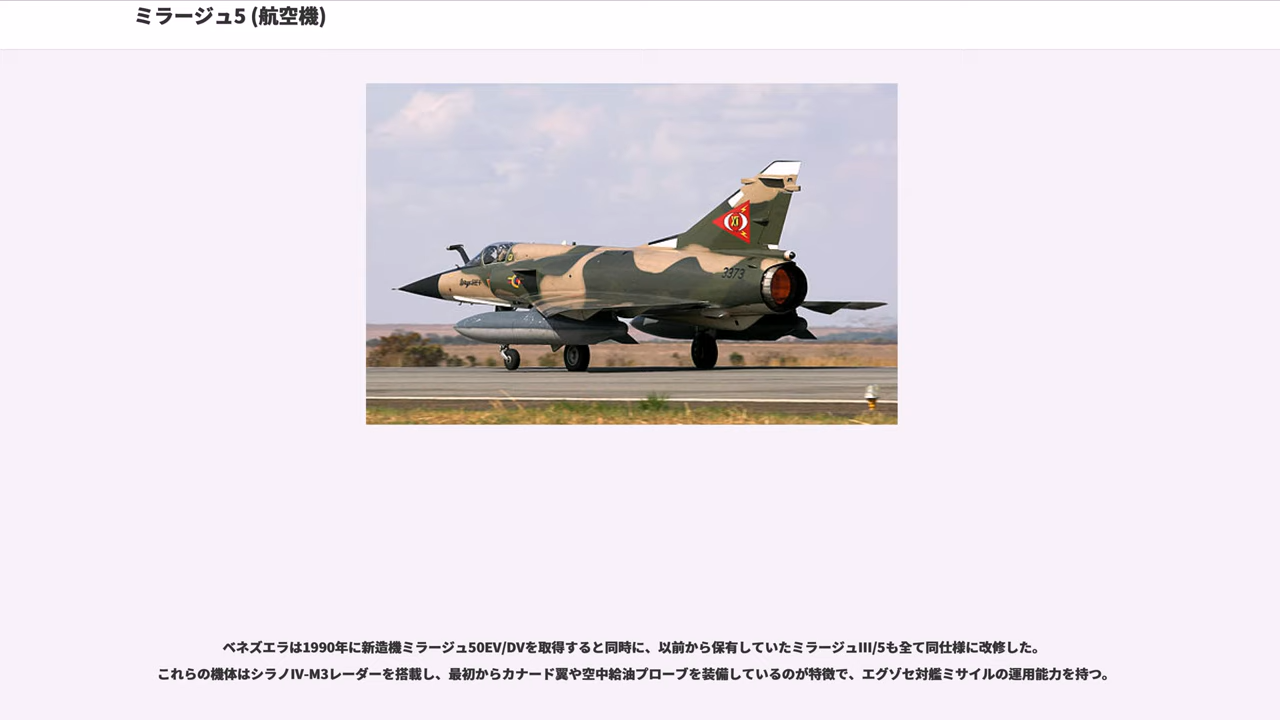 ミラージュ5 (航空機)
3373
ベネズエラは1990年に新造機ミラージュ50EV/DVを取得すると同時に、以前から保有していたミラージュIII/5も全て同仕様に改修した。
これらの機体はシラノIV-M3レーダーを搭載し、最初からカナード翼や空中給油プローブを装備しているのが特徴で、エグゾセ対艦ミサイルの運用能力を持つ。